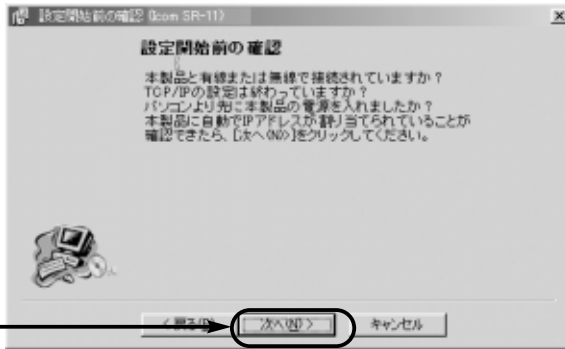 設定開始前の確認 (Icom SR-11)
設定開始前の確認
本製品と有線または無線で接続されていますか？
TCP/IPの設定は終わっていますか？
パソコンより先に本製品の電源を入れましたか？
本製品に自動でIPアドレスが割り当てられていることが
確認できたら、[次へ(N)>]をクリックしてください。
< 戻る(B)
次へ(N) >
キャンセル